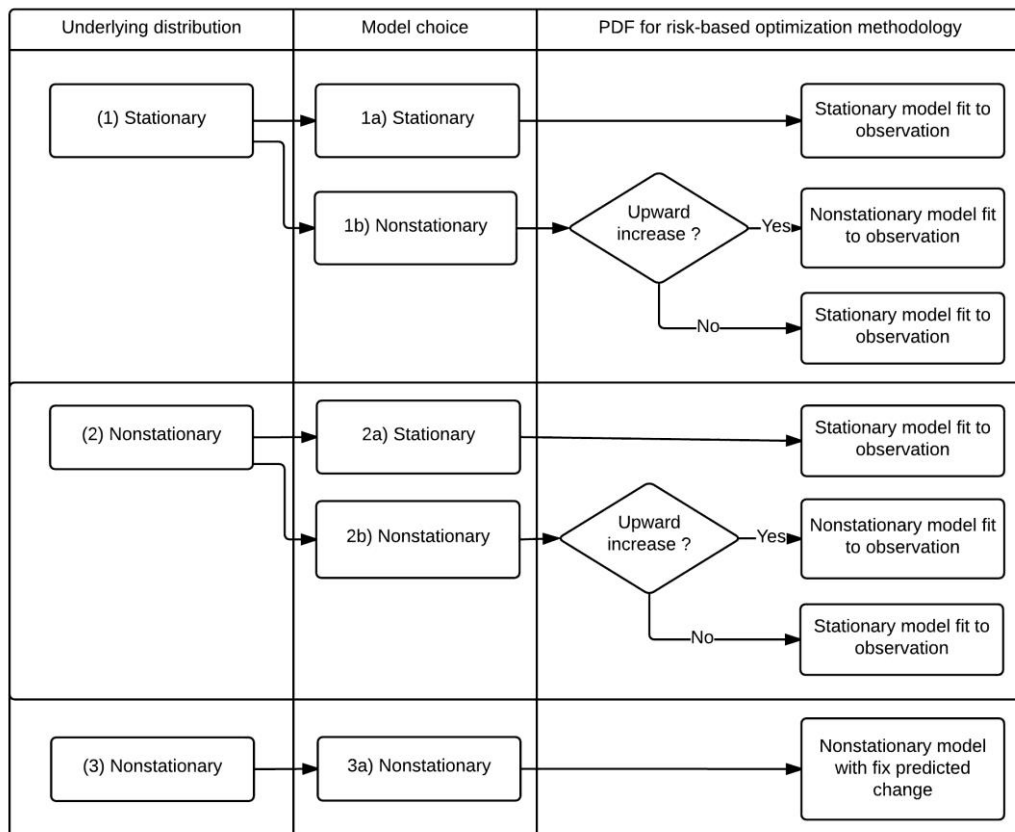 Underlying distribution
Model choice
PDF for risk-based optimization methodology
(1) Stationary
1a) Stationary
Stationary model fit to
observation
1b) Nonstationary
Upward
increase ?
Yes
Nonstationary model fit
to observation
No
Stationary model fit to
observation
(2) Nonstationary
2a) Stationary
Stationary model fit to
observation
2b) Nonstationary
Upward
increase ?
Yes
Nonstationary model fit
to observation
No
Stationary model fit to
observation
(3) Nonstationary
3a) Nonstationary
Nonstationary model
with fix predicted
change